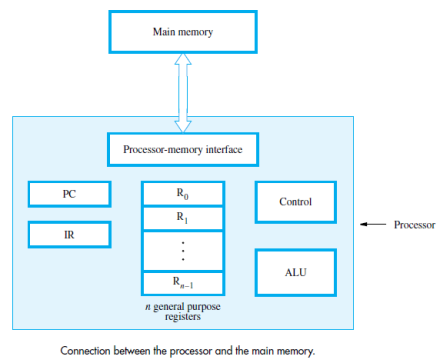 Main memory
Processor-memory interface
PC
R0
Control
R1
IR
Processor
⋮
ALU
Rn−1
n general purpose
registers
Connection between the processor and the main memory.